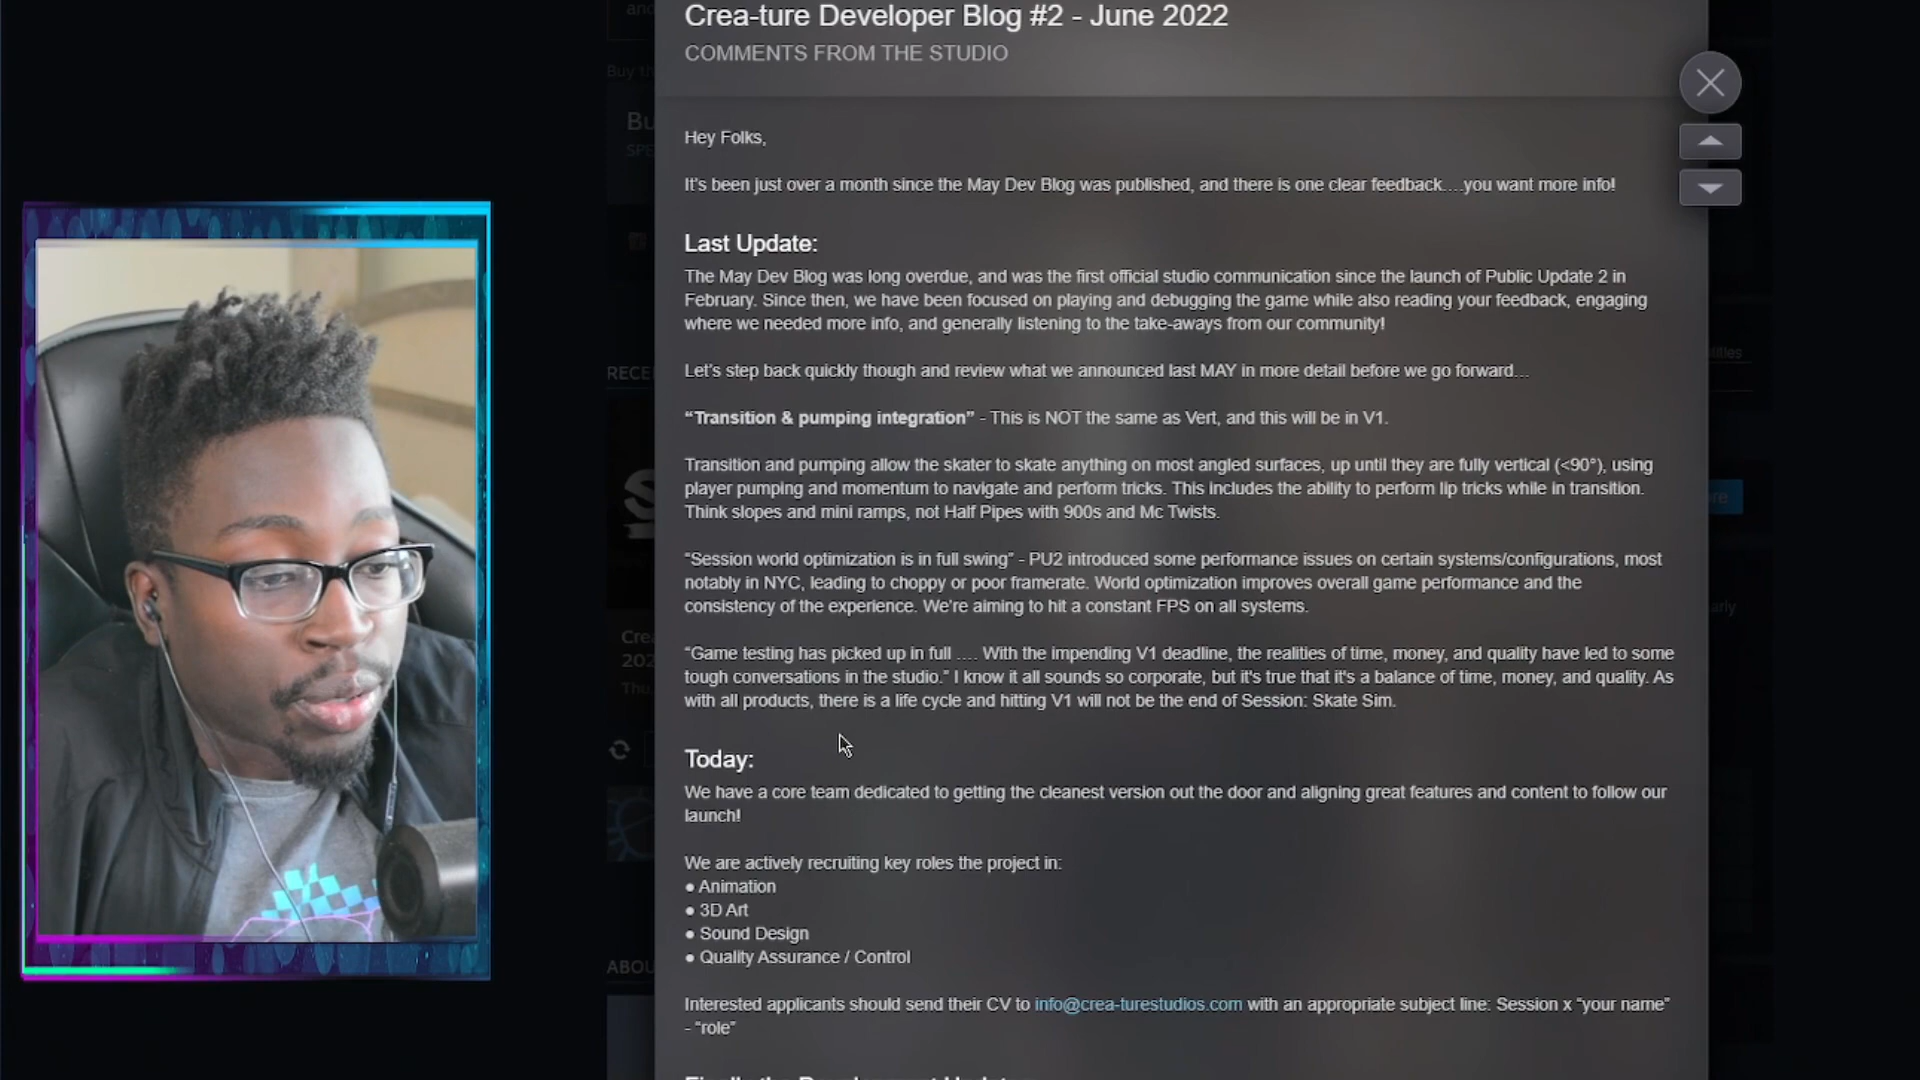 Crea-ture Developer Blog #2 - June 2022
COMMENTS FROM THE STUDIO
Hey Folks,
It's been just over a month since the May Dev Blog was published, and there is one clear feedback....you want more info!
Last Update:
The May Dev Blog was long overdue, and was the first official studio communication since the launch of Public Update 2 in
February. Since then, we have been focused on playing and debugging the game while also reading your feedback, engaging
where we needed more info, and generally listening to the take-aways from our community!
Let's step back quickly though and review what we announced last MAY in more detail before we go forward...
“Transition & pumping integration” - This is NOT the same as Vert, and this will be in V1.
Transition and pumping allow the skater to skate anything on most angled surfaces, up until they are fully vertical (<90°), using
player pumping and momentum to navigate and perform tricks. This includes the ability to perform lip tricks while in transition.
Think slopes and mini ramps, not Half Pipes with 900s and Mc Twists.
“Session world optimization is in full swing” - PU2 introduced some performance issues on certain systems/configurations, most
notably in NYC, leading to choppy or poor framerate. World optimization improves overall game performance and the
consistency of the experience. We're aiming to hit a constant FPS on all systems.
“Game testing has picked up in full .... With the impending V1 deadline, the realities of time, money, and quality have led to some
tough conversations in the studio.” I know it all sounds so corporate, but it's true that it's a balance of time, money, and quality. As
with all products, there is a life cycle and hitting V1 will not be the end of Session: Skate Sim.
Today:
We have a core team dedicated to getting the cleanest version out the door and aligning great features and content to follow our
launch!
We are actively recruiting key roles the project in:
● Animation
● 3D Art
● Sound Design
● Quality Assurance / Control
Interested applicants should send their CV to info@crea-turestudios.com with an appropriate subject line: Session x “your name”
- “role”